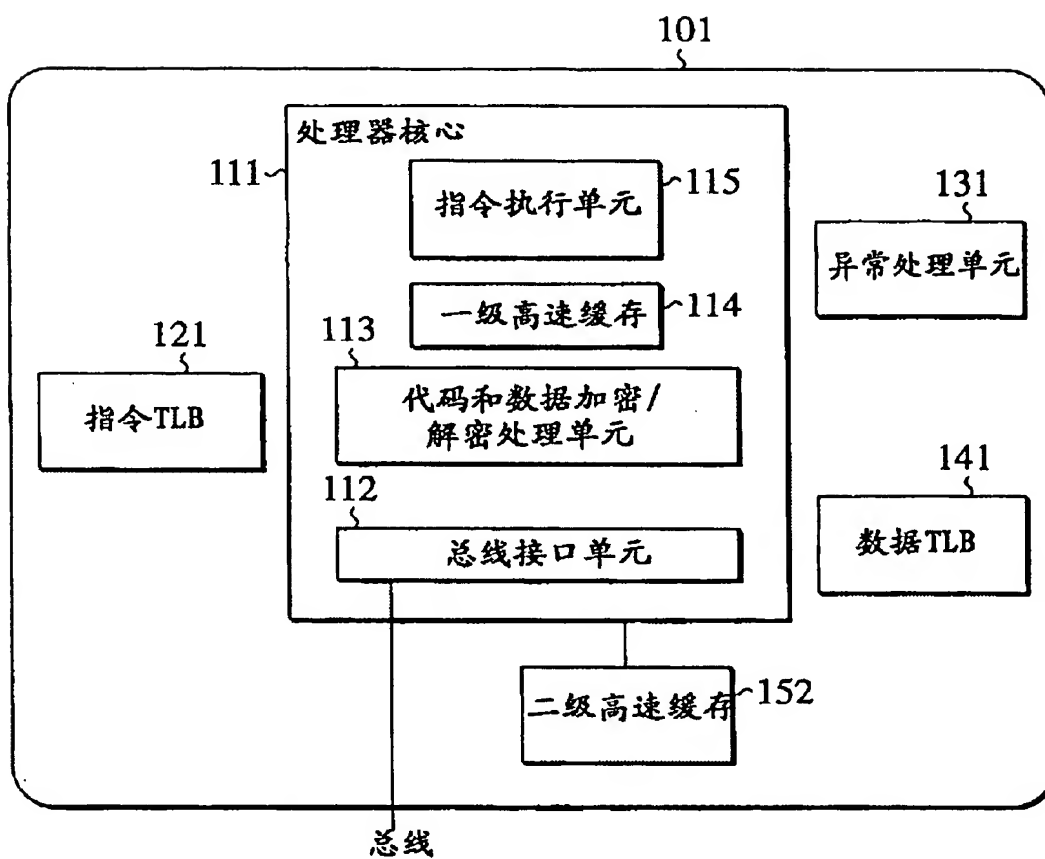 101
处理器核心
111
指令执行单元
115
131
异常处理单元
一级高速缓存
114
113
121
代码和数据加密/
解密处理单元
指令TLB
112
141
总线接口单元
数据TLB
二级高速缓存
152
总线